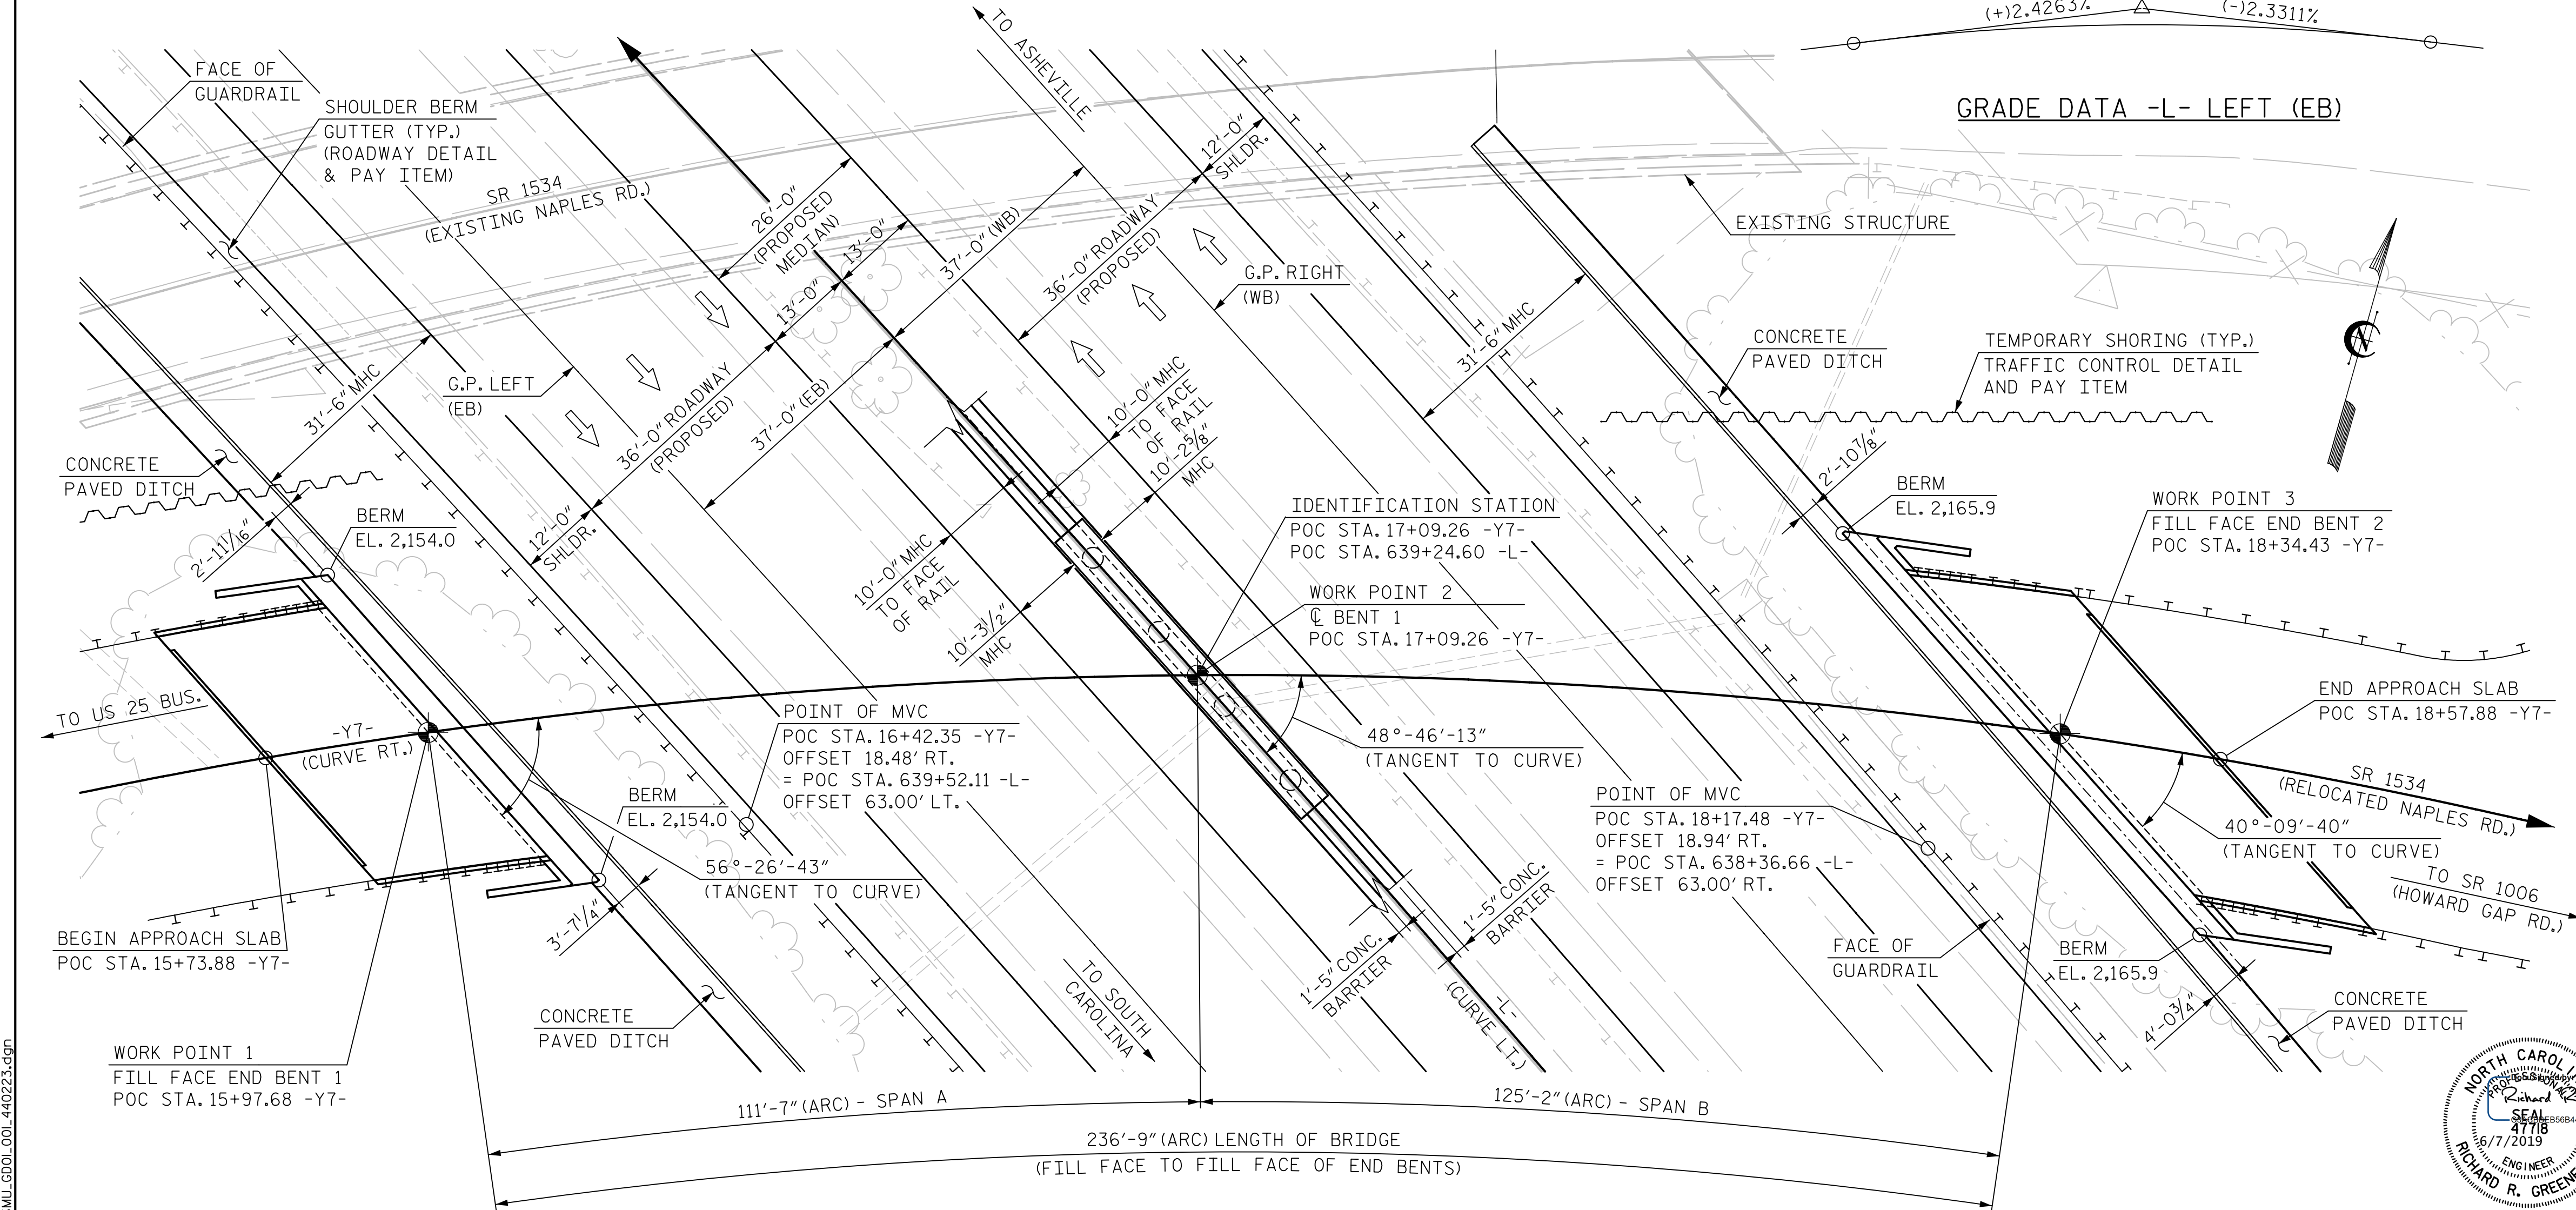 (+)2.4263%
(-)2.3311%
GRADE DATA -L- LEFT (EB)
TO ASHEVILLE
FACE OF
GUARDRAIL
SHOULDER BERM
GUTTER (TYP.)
(ROADWAY DETAIL
& PAY ITEM)
SR 1534
(EXISTING NAPLES RD.)
26'-0"
(PROPOSED
MEDIAN)
13'-0"
13'-0"
37'-0" (WB)
36'-0" ROADWAY
(PROPOSED)
12'-0"
SHLDR.
G.P. RIGHT
(WB)
EXISTING STRUCTURE
31'-6" MHC
CONCRETE
PAVED DITCH
TEMPORARY SHORING (TYP.)
TRAFFIC CONTROL DETAIL
AND PAY ITEM
N
31'-6" MHC
G.P. LEFT
(EB)
36'-0" ROADWAY
(PROPOSED)
37'-0" (EB)
12'-0"
SHLDR.
10'-0" MHC
TO FACE
OF RAIL
10'-2 5/8"
MHC
10'-0" MHC
TO FACE
OF RAIL
10'-3 1/2"
MHC
CONCRETE
PAVED DITCH
2'-11 1/16"
BERM
EL. 2,154.0
IDENTIFICATION STATION
POC STA. 17+09.26 -Y7-
POC STA. 639+24.60 -L-
WORK POINT 2
℄ BENT 1
POC STA. 17+09.26 -Y7-
2'-10 7/8"
BERM
EL. 2,165.9
WORK POINT 3
FILL FACE END BENT 2
POC STA. 18+34.43 -Y7-
TO US 25 BUS.
-Y7-
(CURVE RT.)
POINT OF MVC
POC STA. 16+42.35 -Y7-
OFFSET 18.48' RT.
= POC STA. 639+52.11 -L-
OFFSET 63.00' LT.
48°-46'-13"
(TANGENT TO CURVE)
END APPROACH SLAB
POC STA. 18+57.88 -Y7-
SR 1534
(RELOCATED NAPLES RD.)
BERM
EL. 2,154.0
POINT OF MVC
POC STA. 18+17.48 -Y7-
OFFSET 18.94' RT.
= POC STA. 638+36.66 -L-
OFFSET 63.00' RT.
40°-09'-40"
(TANGENT TO CURVE)
56°-26'-43"
(TANGENT TO CURVE)
TO SR 1006
(HOWARD GAP RD.)
3'-7 1/4"
BEGIN APPROACH SLAB
POC STA. 15+73.88 -Y7-
1'-5" CONC.
BARRIER
1'-5" CONC.
BARRIER
FACE OF
GUARDRAIL
BERM
EL. 2,165.9
4'-0 3/4"
CONCRETE
PAVED DITCH
TO SOUTH
CAROLINA
-L-
(CURVE LT.)
CONCRETE
PAVED DITCH
WORK POINT 1
FILL FACE END BENT 1
POC STA. 15+97.68 -Y7-
111'-7" (ARC) - SPAN A
125'-2" (ARC) - SPAN B
236'-9" (ARC) LENGTH OF BRIDGE
(FILL FACE TO FILL FACE OF END BENTS)
NORTH CAROLI
PROFESSIONAL
Richard R
SEAL
47718
6/7/2019
ENGINEER
RICHARD R. GREENE
MU_GD01_001_440223.dgn